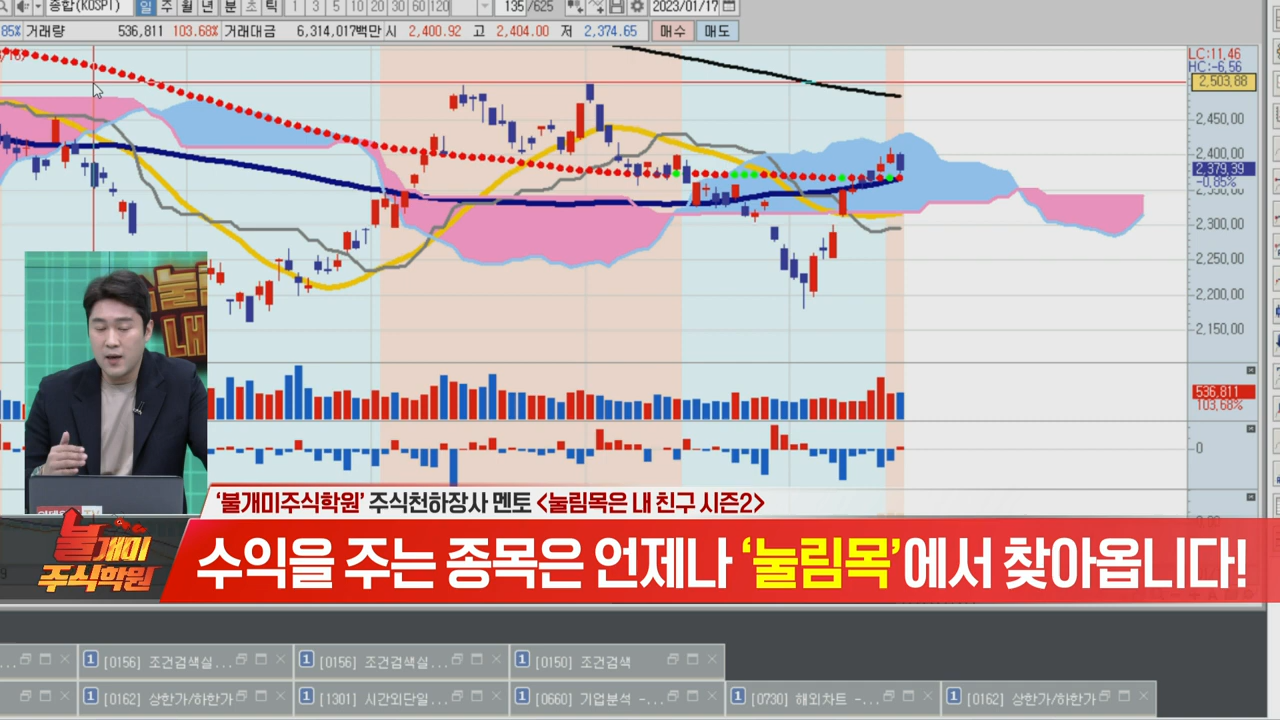 종합(KOSPI) 일 주 월 년 분 초 틱 1 3 5 10 20 30 60 120 135 /625 2023/01/17
85% 거래량 536,811 103.68% 거래대금 6,314,017백만 시 2,400.92 고 2,404.00 저 2,374.65 매수 매도
LC:11,46
HC:-6,56
2,503,88
2,450,00
2,400,00
2,379,39
-0,85%
2,350,00
2,300,00
2,250,00
2,200,00
2,150,00
536,811
103,68%
0
'불개미주식학원' 주식천하장사 멘토 <눌림목은 내 친구 시즌2>
불개미
주식학원
수익을 주는 종목은 언제나 '눌림목'에서 찾아옵니다!
... 1 [0156] 조건검색실... 1 [0156] 조건검색실... 1 [0150] 조건검색
1 [0162] 상한가/하한가 1 [1301] 시간외단일... 1 [0660] 기업분석 -... 1 [0730] 해외차트 -... 1 [0162] 상한가/하한가